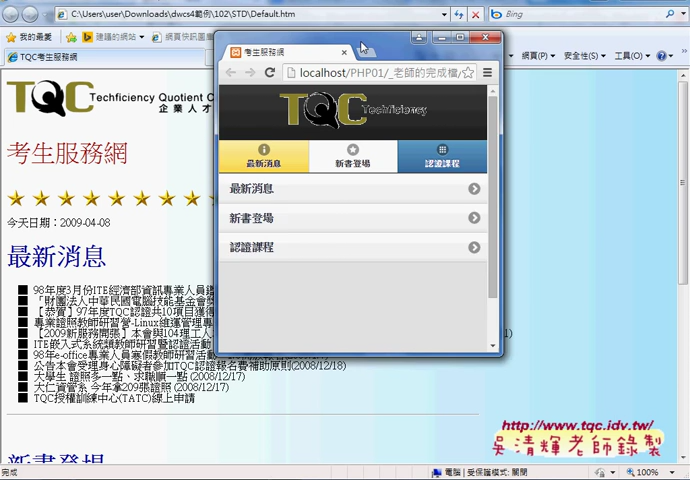 C:\Users\user\Downloads\dwcs4範例\102\STD\Default.htm
Bing
我的最愛
建議的網站
網頁快訊圖庫
TQC考生服務網
網頁(P)
安全性(S)
工具(O)
考生服務網
localhost/PHP01/_老師的完成檔/
TQC Techficiency
最新消息
新書登場
認證課程
最新消息
新書登場
認證課程
TQC Techficiency Quotient C
企業人才
考生服務網
今天日期：2009-04-08
最新消息
98年度3月份ITE經濟部資訊專業人員鑑
「財團法人中華民國電腦技能基金會獎
【恭賀】97年度TQC認證共10項目獲得
專業證照教師研習營-Linux維運管理專
【2009新服務開張】本會與104理工人
ITE嵌入式系統類教師研習暨認證活動
98年e-office專業人員寒假教師研習活動
公告本會受理身心障礙者參加TQC認證報名費補助原則(2008/12/18)
大學生 證照多一點、求職順一點 (2008/12/17)
大仁資管系 今年拿209張證照 (2008/12/17)
TQC授權訓練中心(TATC)線上申請
新書登場
http://www.tqc.idv.tw/
吳清輝老師錄製
完成
電腦 | 受保護模式: 關閉
100%